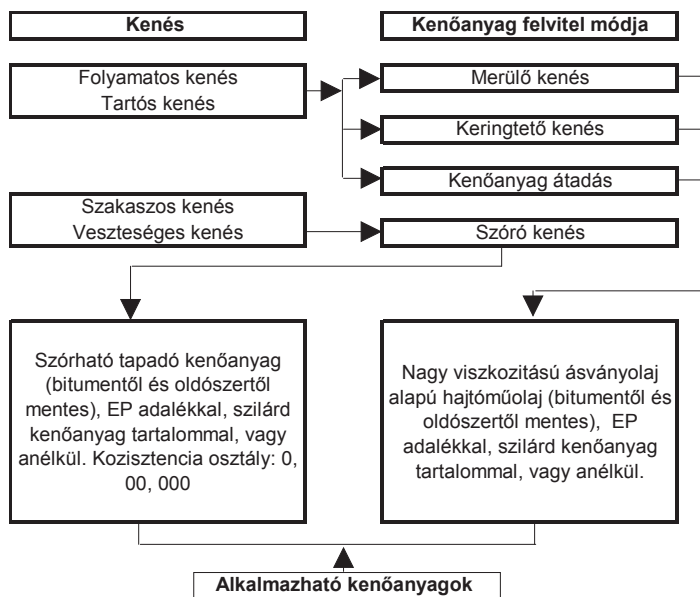 Kenés
Kenőanyag felvitel módja
Folyamatos kenés
Tartós kenés
Merülő kenés
Keringtető kenés
Kenőanyag átadás
Szakaszos kenés
Veszteséges kenés
Szóró kenés
Szórható tapadó kenőanyag
(bitumentől és oldószertől
mentes), EP adalékkal, szilárd
kenőanyag tartalommal, vagy
anélkül. Kozisztencia osztály: 0,
00, 000
Nagy viszkozitású ásványolaj
alapú hajtóműolaj (bitumentől és
oldószertől mentes), EP
adalékkal, szilárd kenőanyag
tartalommal, vagy anélkül.
Alkalmazható kenőanyagok